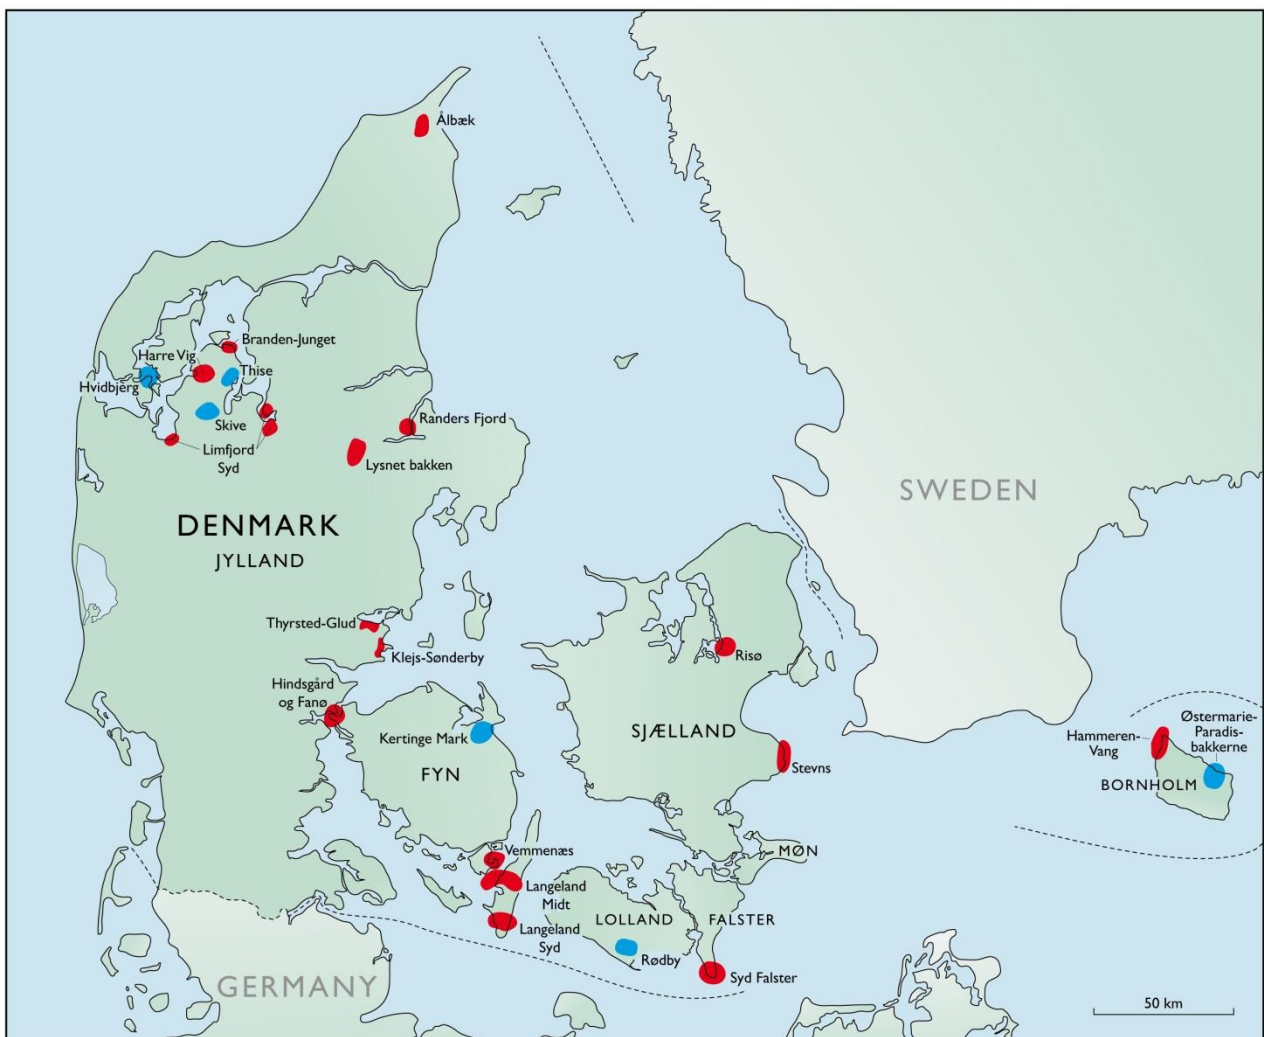 Ålbæk
Branden-Junget
Harre Vig
Thise
Hvidbjerg
Skive
Limfjord
Syd
Randers Fjord
Lysnet bakken
SWEDEN
DENMARK
JYLLAND
Thyrsted-Glud
Klejs-Sønderby
Risø
Hindsgård
og Fanø
Kertinge Mark
FYN
SJÆLLAND
Stevns
Hammeren-
Vang
Østermarie-
Paradis-
bakkerne
BORNHOLM
MØN
Vemmenæs
Langeland
Midt
Langeland
Syd
LOLLAND
FALSTER
Rødby
Syd Falster
GERMANY
50 km